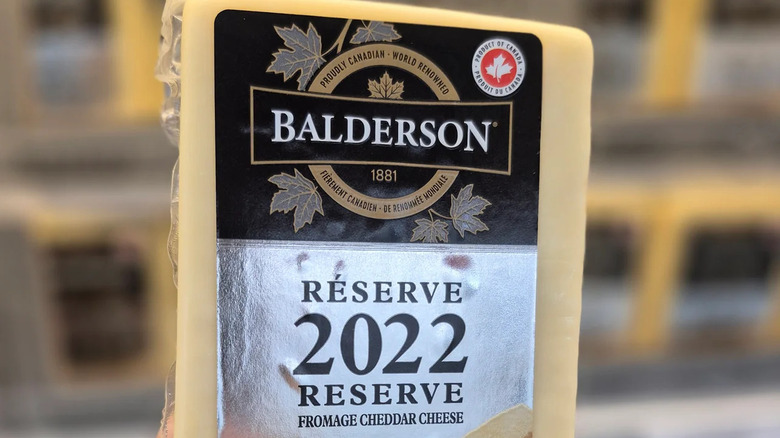 PROUDLY CANADIAN - WORLD RENOWNED
PRODUCT OF CANADA
PRODUIT DU CANADA
BALDERSON®
1881
FIÈREMENT CANADIEN - DE RENOMMÉE MONDIALE
RÉSERVE
2022
RESERVE
FROMAGE CHEDDAR CHEESE